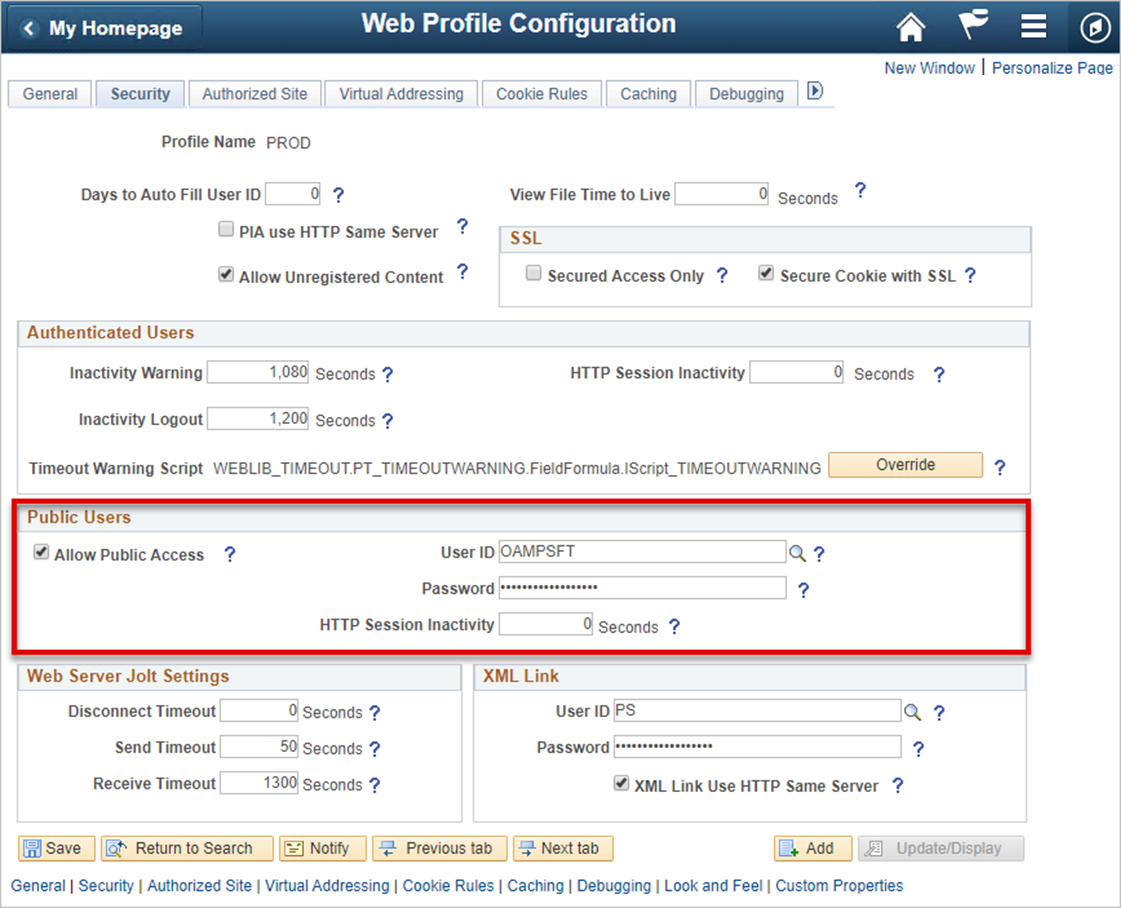 My Homepage
Web Profile Configuration
New Window | Personalize Page
General Security Authorized Site Virtual Addressing Cookie Rules Caching Debugging
Profile Name PROD
Days to Auto Fill User ID 0 ?
View File Time to Live 0 Seconds ?
PIA use HTTP Same Server ?
SSL
Allow Unregistered Content ?
Secured Access Only ? Secure Cookie with SSL ?
Authenticated Users
Inactivity Warning 1,080 Seconds ?
HTTP Session Inactivity 0 Seconds ?
Inactivity Logout 1,200 Seconds ?
Timeout Warning Script WEBLIB_TIMEOUT.PT_TIMEOUTWARNING.FieldFormula.IScript_TIMEOUTWARNING Override ?
Public Users
Allow Public Access ?
User ID OAMPSFT ?
Password •••••••••••••••••• ?
HTTP Session Inactivity 0 Seconds ?
Web Server Jolt Settings
Disconnect Timeout 0 Seconds ?
Send Timeout 50 Seconds ?
Receive Timeout 1300 Seconds ?
XML Link
User ID PS ?
Password •••••••••••••••••• ?
XML Link Use HTTP Same Server ?
Save Return to Search Notify Previous tab Next tab Add Update/Display
General | Security | Authorized Site | Virtual Addressing | Cookie Rules | Caching | Debugging | Look and Feel | Custom Properties